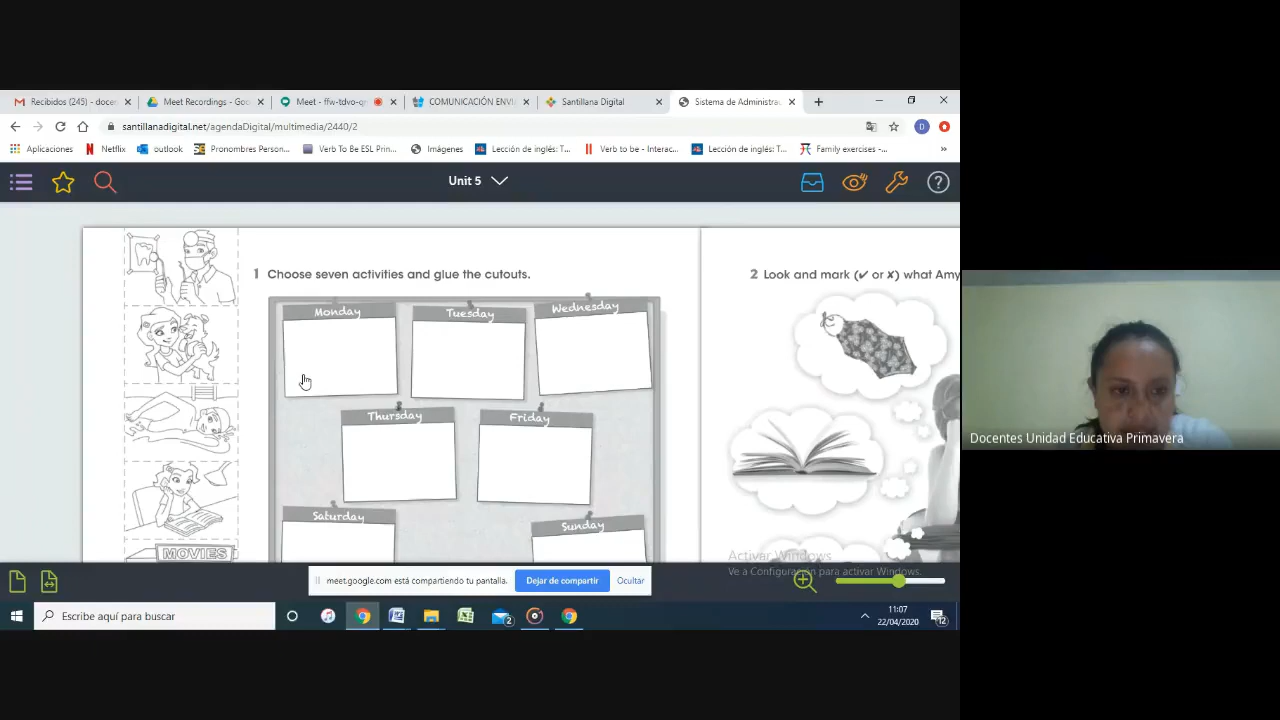 Recibidos (245) - doce
Meet Recordings - Goo
Meet - ffw-tdvo-q
COMUNICACIÓN ENVI
Santillana Digital
Sistema de Administra
santillanadigital.net/agendaDigital/multimedia/2440/2
Aplicaciones
Netflix
outlook
Pronombres Person...
Verb To Be ESL Prin...
Imágenes
Lección de inglés: T...
Verb to be - Interac...
Lección de inglés: T...
Family exercises -...
Unit 5
1 Choose seven activities and glue the cutouts.
2 Look and mark (✔ or ✘) what Amy
Monday
Tuesday
Wednesday
Thursday
Friday
Saturday
Sunday
MOVIES
Activar Windows
Ve a Configuración para activar Windows.
meet.google.com está compartiendo tu pantalla.
Dejar de compartir
Ocultar
Escribe aquí para buscar
2
11:07
22/04/2020
12
Docentes Unidad Educativa Primavera